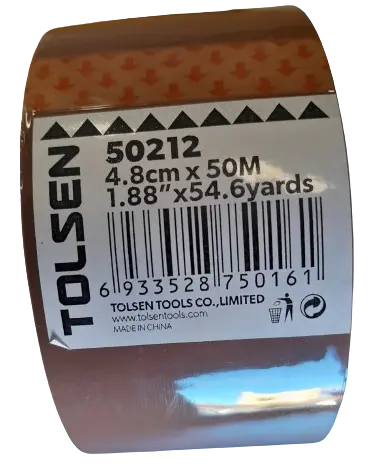 TOLSEN
50212
4.8cm x 50M
1.88"x54.6yards
6 933528 750161
TOLSEN TOOLS CO.,LIMITED
www.tolsentools.com
MADE IN CHINA